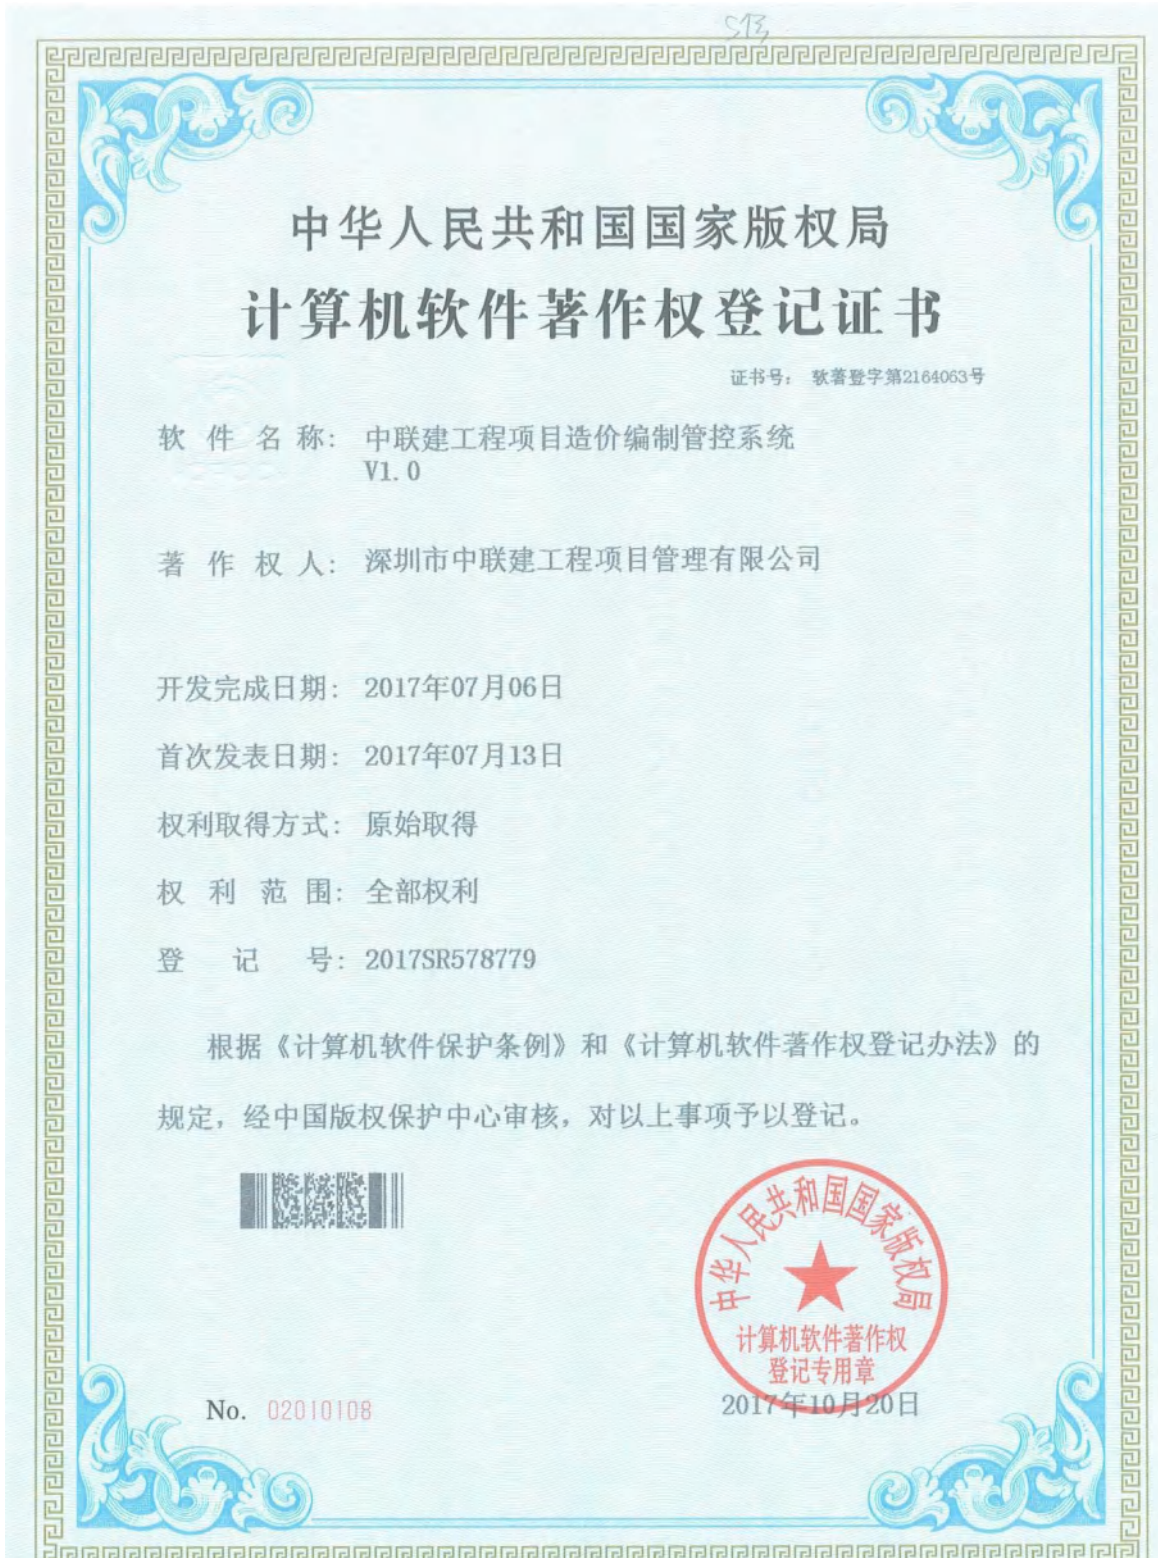 中华人民共和国国家版权局
计算机软件著作权登记证书
证书号： 软著登字第2164063号
软件名称： 中联建工程项目造价编制管控系统
V1.0
著作权人： 深圳市中联建工程项目管理有限公司
开发完成日期： 2017年07月06日
首次发表日期： 2017年07月13日
权利取得方式： 原始取得
权利范围： 全部权利
登记号： 2017SR578779
根据《计算机软件保护条例》和《计算机软件著作权登记办法》的
规定，经中国版权保护中心审核，对以上事项予以登记。
中华人民共和国国家版权局
计算机软件著作权
登记专用章
No. 02010108
2017年10月20日